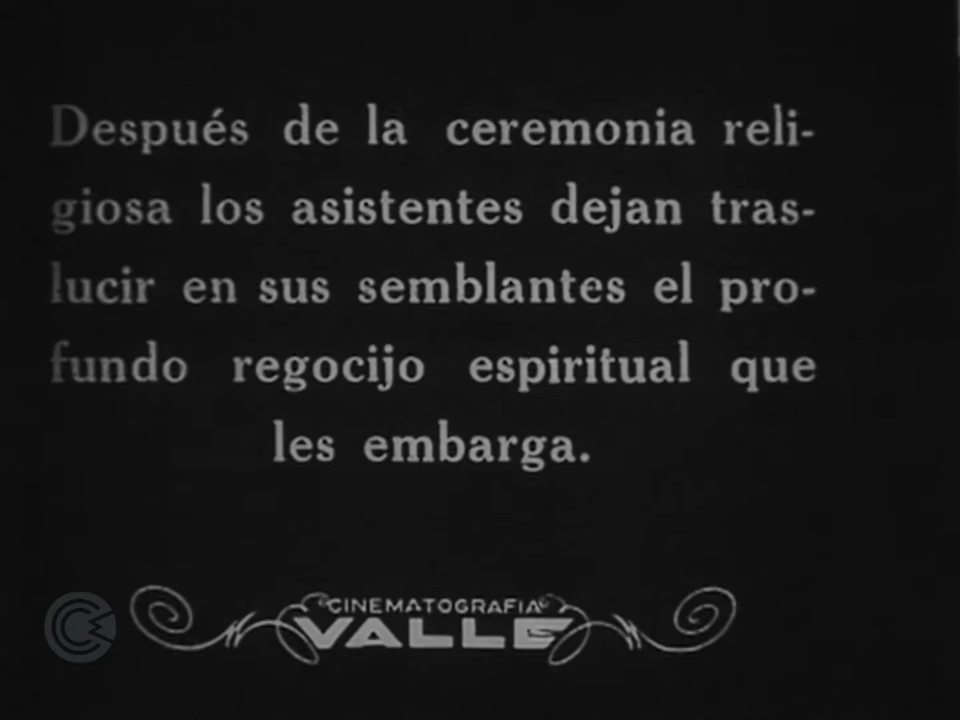 Después de la ceremonia reli-
giosa los asistentes dejan tras-
lucir en sus semblantes el pro-
fundo regocijo espiritual que
les embarga.
CINEMATOGRAFIA
VALLE